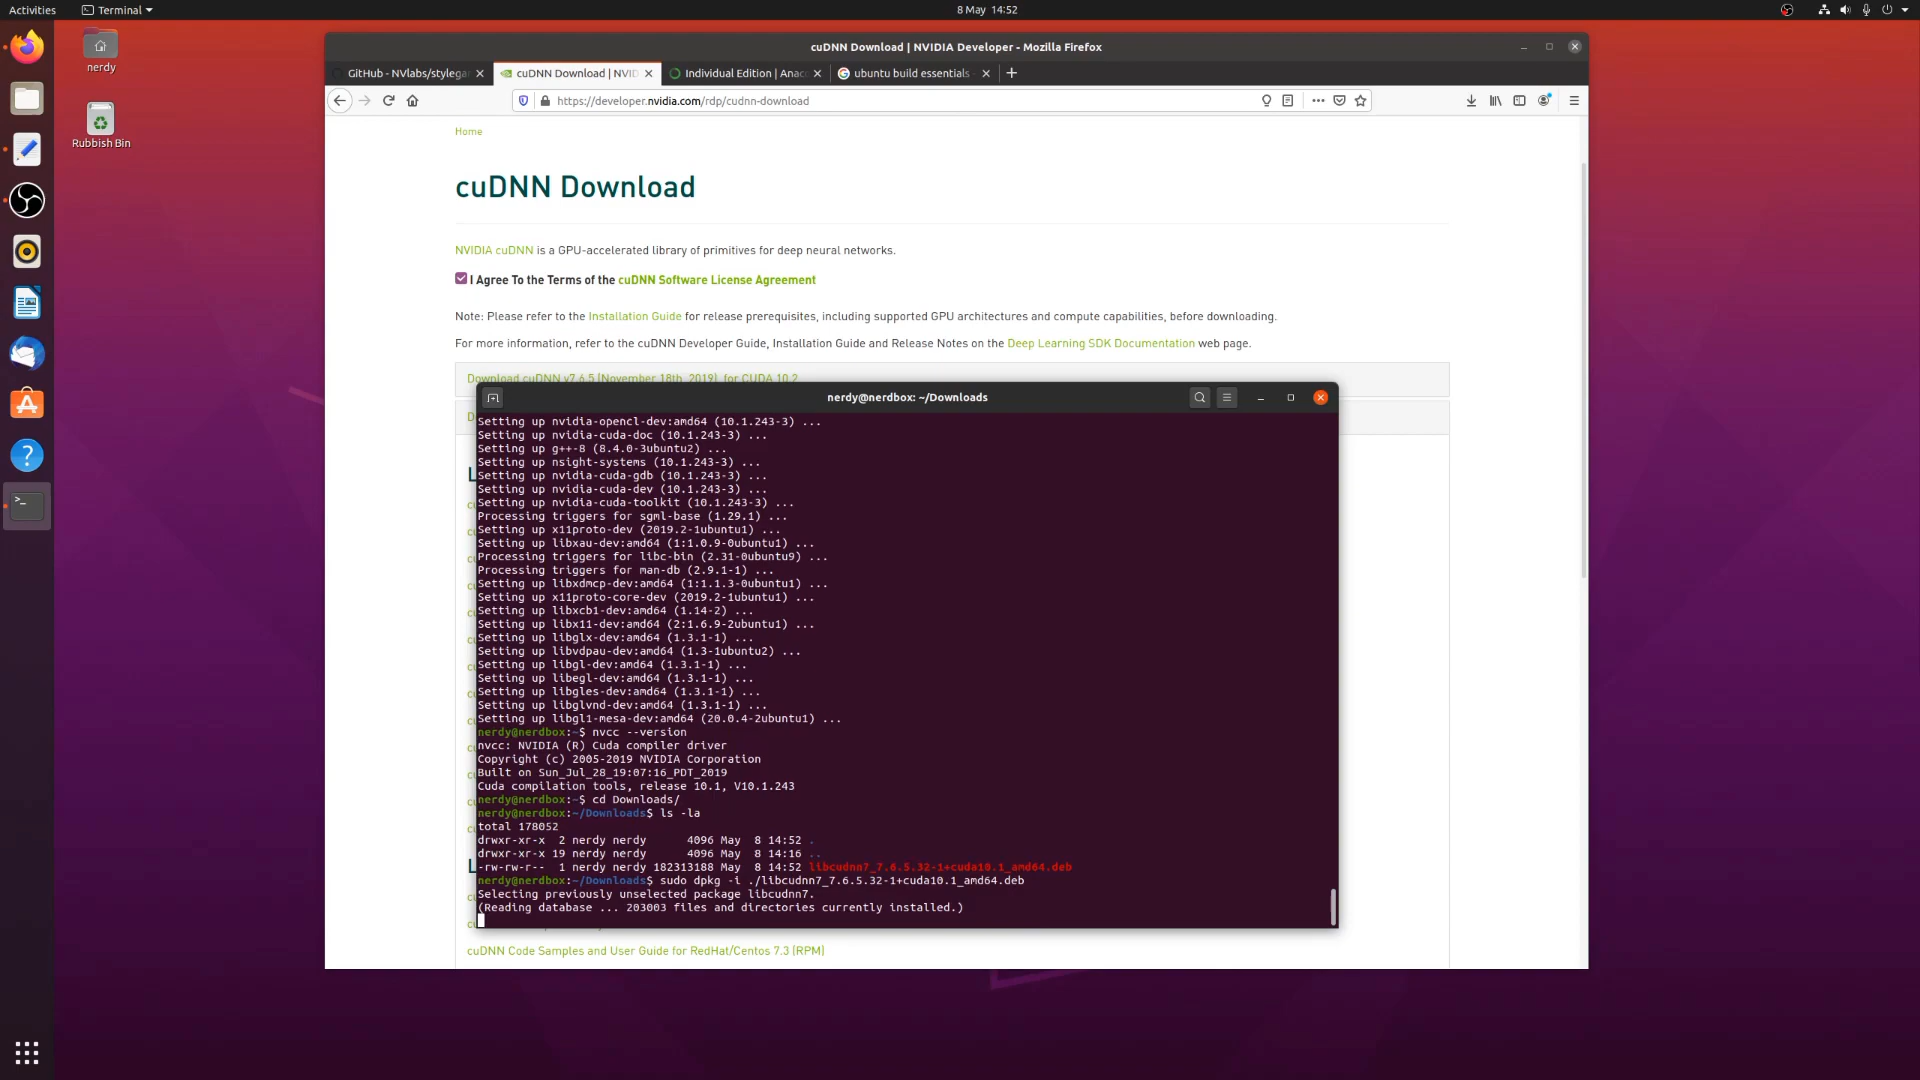 Activities
Terminal
8 May 14:52
nerdy
Rubbish Bin
cuDNN Download | NVIDIA Developer - Mozilla Firefox
GitHub - NVlabs/stylega
cuDNN Download | NVID
Individual Edition | Anac
ubuntu build essentials
https://developer.nvidia.com/rdp/cudnn-download
Home
cuDNN Download
NVIDIA cuDNN is a GPU-accelerated library of primitives for deep neural networks.
I Agree To the Terms of the cuDNN Software License Agreement
Note: Please refer to the Installation Guide for release prerequisites, including supported GPU architectures and compute capabilities, before downloading.
For more information, refer to the cuDNN Developer Guide, Installation Guide and Release Notes on the Deep Learning SDK Documentation web page.
Download cuDNN v7.6.5 (November 18th, 2019), for CUDA 10.2
nerdy@nerdbox: ~/Downloads
Setting up nvidia-opencl-dev:amd64 (10.1.243-3) ...
Setting up nvidia-cuda-doc (10.1.243-3) ...
Setting up g++-8 (8.4.0-3ubuntu2) ...
Setting up nsight-systems (10.1.243-3) ...
Setting up nvidia-cuda-gdb (10.1.243-3) ...
Setting up nvidia-cuda-dev (10.1.243-3) ...
Setting up nvidia-cuda-toolkit (10.1.243-3) ...
Processing triggers for sgml-base (1.29.1) ...
Setting up x11proto-dev (2019.2-1ubuntu1) ...
Setting up libxau-dev:amd64 (1:1.0.9-0ubuntu1) ...
Processing triggers for libc-bin (2.31-0ubuntu9) ...
Processing triggers for man-db (2.9.1-1) ...
Setting up libxdmcp-dev:amd64 (1:1.1.3-0ubuntu1) ...
Setting up x11proto-core-dev (2019.2-1ubuntu1) ...
Setting up libxcb1-dev:amd64 (1.14-2) ...
Setting up libx11-dev:amd64 (2:1.6.9-2ubuntu1) ...
Setting up libglx-dev:amd64 (1.3.1-1) ...
Setting up libvdpau-dev:amd64 (1.3-1ubuntu2) ...
Setting up libgl-dev:amd64 (1.3.1-1) ...
Setting up libegl-dev:amd64 (1.3.1-1) ...
Setting up libgles-dev:amd64 (1.3.1-1) ...
Setting up libglvnd-dev:amd64 (1.3.1-1) ...
Setting up libgl1-mesa-dev:amd64 (20.0.4-2ubuntu1) ...
nerdy@nerdbox:~$ nvcc --version
nvcc: NVIDIA (R) Cuda compiler driver
Copyright (c) 2005-2019 NVIDIA Corporation
Built on Sun_Jul_28_19:07:16_PDT_2019
Cuda compilation tools, release 10.1, V10.1.243
nerdy@nerdbox:~$ cd Downloads/
nerdy@nerdbox:~/Downloads$ ls -la
total 178052
drwxr-xr-x  2 nerdy nerdy      4096 May  8 14:52 .
drwxr-xr-x 19 nerdy nerdy      4096 May  8 14:16 ..
-rw-rw-r--  1 nerdy nerdy 182313188 May  8 14:52 libcudnn7_7.6.5.32-1+cuda10.1_amd64.deb
nerdy@nerdbox:~/Downloads$ sudo dpkg -i ./libcudnn7_7.6.5.32-1+cuda10.1_amd64.deb
Selecting previously unselected package libcudnn7.
(Reading database ... 203003 files and directories currently installed.)
cuDNN Code Samples and User Guide for RedHat/Centos 7.3 (RPM)